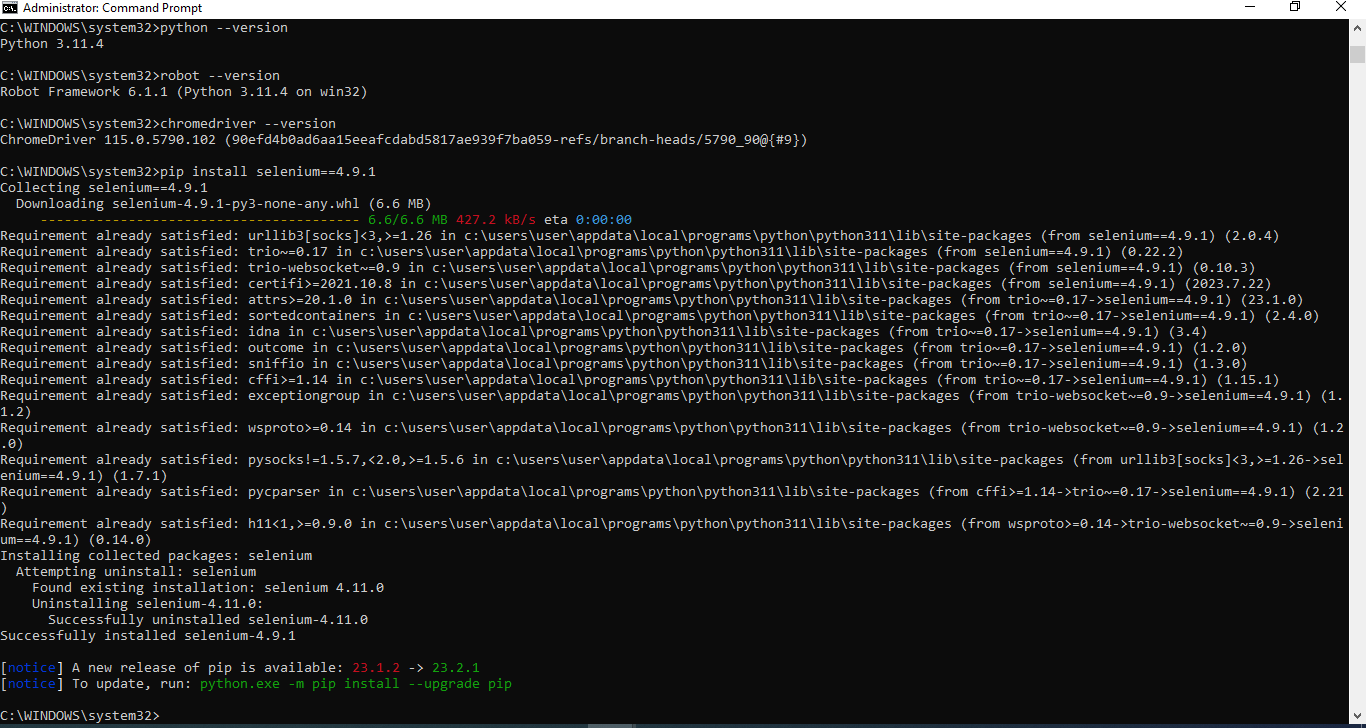 Administrator: Command Prompt
C:\WINDOWS\system32>python --version
Python 3.11.4
C:\WINDOWS\system32>robot --version
Robot Framework 6.1.1 (Python 3.11.4 on win32)
C:\WINDOWS\system32>chromedriver --version
ChromeDriver 115.0.5790.102 (90efd4b0ad6aa15eeafcdabd5817ae939f7ba059-refs/branch-heads/5790_90@{#9})
C:\WINDOWS\system32>pip install selenium==4.9.1
Collecting selenium==4.9.1
  Downloading selenium-4.9.1-py3-none-any.whl (6.6 MB)
     ---------------------------------------- 6.6/6.6 MB 427.2 kB/s eta 0:00:00
Requirement already satisfied: urllib3[socks]<3,>=1.26 in c:\users\user\appdata\local\programs\python\python311\lib\site-packages (from selenium==4.9.1) (2.0.4)
Requirement already satisfied: trio~=0.17 in c:\users\user\appdata\local\programs\python\python311\lib\site-packages (from selenium==4.9.1) (0.22.2)
Requirement already satisfied: trio-websocket~=0.9 in c:\users\user\appdata\local\programs\python\python311\lib\site-packages (from selenium==4.9.1) (0.10.3)
Requirement already satisfied: certifi>=2021.10.8 in c:\users\user\appdata\local\programs\python\python311\lib\site-packages (from selenium==4.9.1) (2023.7.22)
Requirement already satisfied: attrs>=20.1.0 in c:\users\user\appdata\local\programs\python\python311\lib\site-packages (from trio~=0.17->selenium==4.9.1) (23.1.0)
Requirement already satisfied: sortedcontainers in c:\users\user\appdata\local\programs\python\python311\lib\site-packages (from trio~=0.17->selenium==4.9.1) (2.4.0)
Requirement already satisfied: idna in c:\users\user\appdata\local\programs\python\python311\lib\site-packages (from trio~=0.17->selenium==4.9.1) (3.4)
Requirement already satisfied: outcome in c:\users\user\appdata\local\programs\python\python311\lib\site-packages (from trio~=0.17->selenium==4.9.1) (1.2.0)
Requirement already satisfied: sniffio in c:\users\user\appdata\local\programs\python\python311\lib\site-packages (from trio~=0.17->selenium==4.9.1) (1.3.0)
Requirement already satisfied: cffi>=1.14 in c:\users\user\appdata\local\programs\python\python311\lib\site-packages (from trio~=0.17->selenium==4.9.1) (1.15.1)
Requirement already satisfied: exceptiongroup in c:\users\user\appdata\local\programs\python\python311\lib\site-packages (from trio-websocket~=0.9->selenium==4.9.1) (1.
1.2)
Requirement already satisfied: wsproto>=0.14 in c:\users\user\appdata\local\programs\python\python311\lib\site-packages (from trio-websocket~=0.9->selenium==4.9.1) (1.2
.0)
Requirement already satisfied: pysocks!=1.5.7,<2.0,>=1.5.6 in c:\users\user\appdata\local\programs\python\python311\lib\site-packages (from urllib3[socks]<3,>=1.26->sel
enium==4.9.1) (1.7.1)
Requirement already satisfied: pycparser in c:\users\user\appdata\local\programs\python\python311\lib\site-packages (from cffi>=1.14->trio~=0.17->selenium==4.9.1) (2.21
)
Requirement already satisfied: h11<1,>=0.9.0 in c:\users\user\appdata\local\programs\python\python311\lib\site-packages (from wsproto>=0.14->trio-websocket~=0.9->seleni
um==4.9.1) (0.14.0)
Installing collected packages: selenium
  Attempting uninstall: selenium
    Found existing installation: selenium 4.11.0
    Uninstalling selenium-4.11.0:
      Successfully uninstalled selenium-4.11.0
Successfully installed selenium-4.9.1
[notice] A new release of pip is available: 23.1.2 -> 23.2.1
[notice] To update, run: python.exe -m pip install --upgrade pip
C:\WINDOWS\system32>